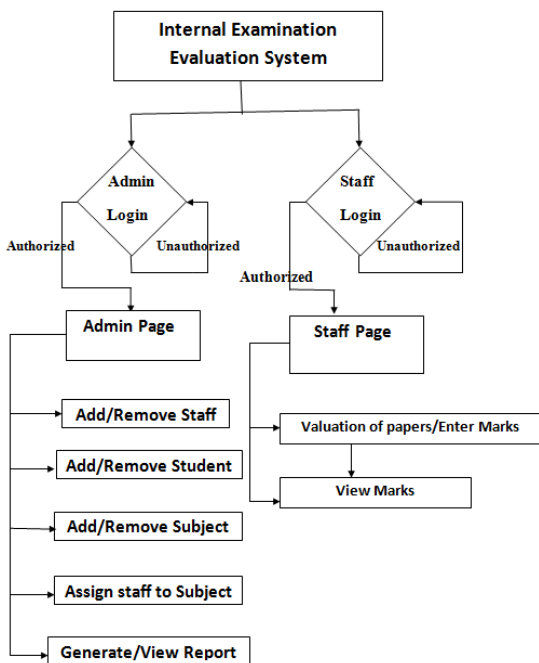 Internal Examination
Evaluation System
Admin
Login
Authorized
Unauthorized
Staff
Login
Authorized
Unauthorized
Admin Page
Staff Page
Add/Remove Staff
Add/Remove Student
Add/Remove Subject
Assign staff to Subject
Generate/View Report
Valuation of papers/Enter Marks
View Marks